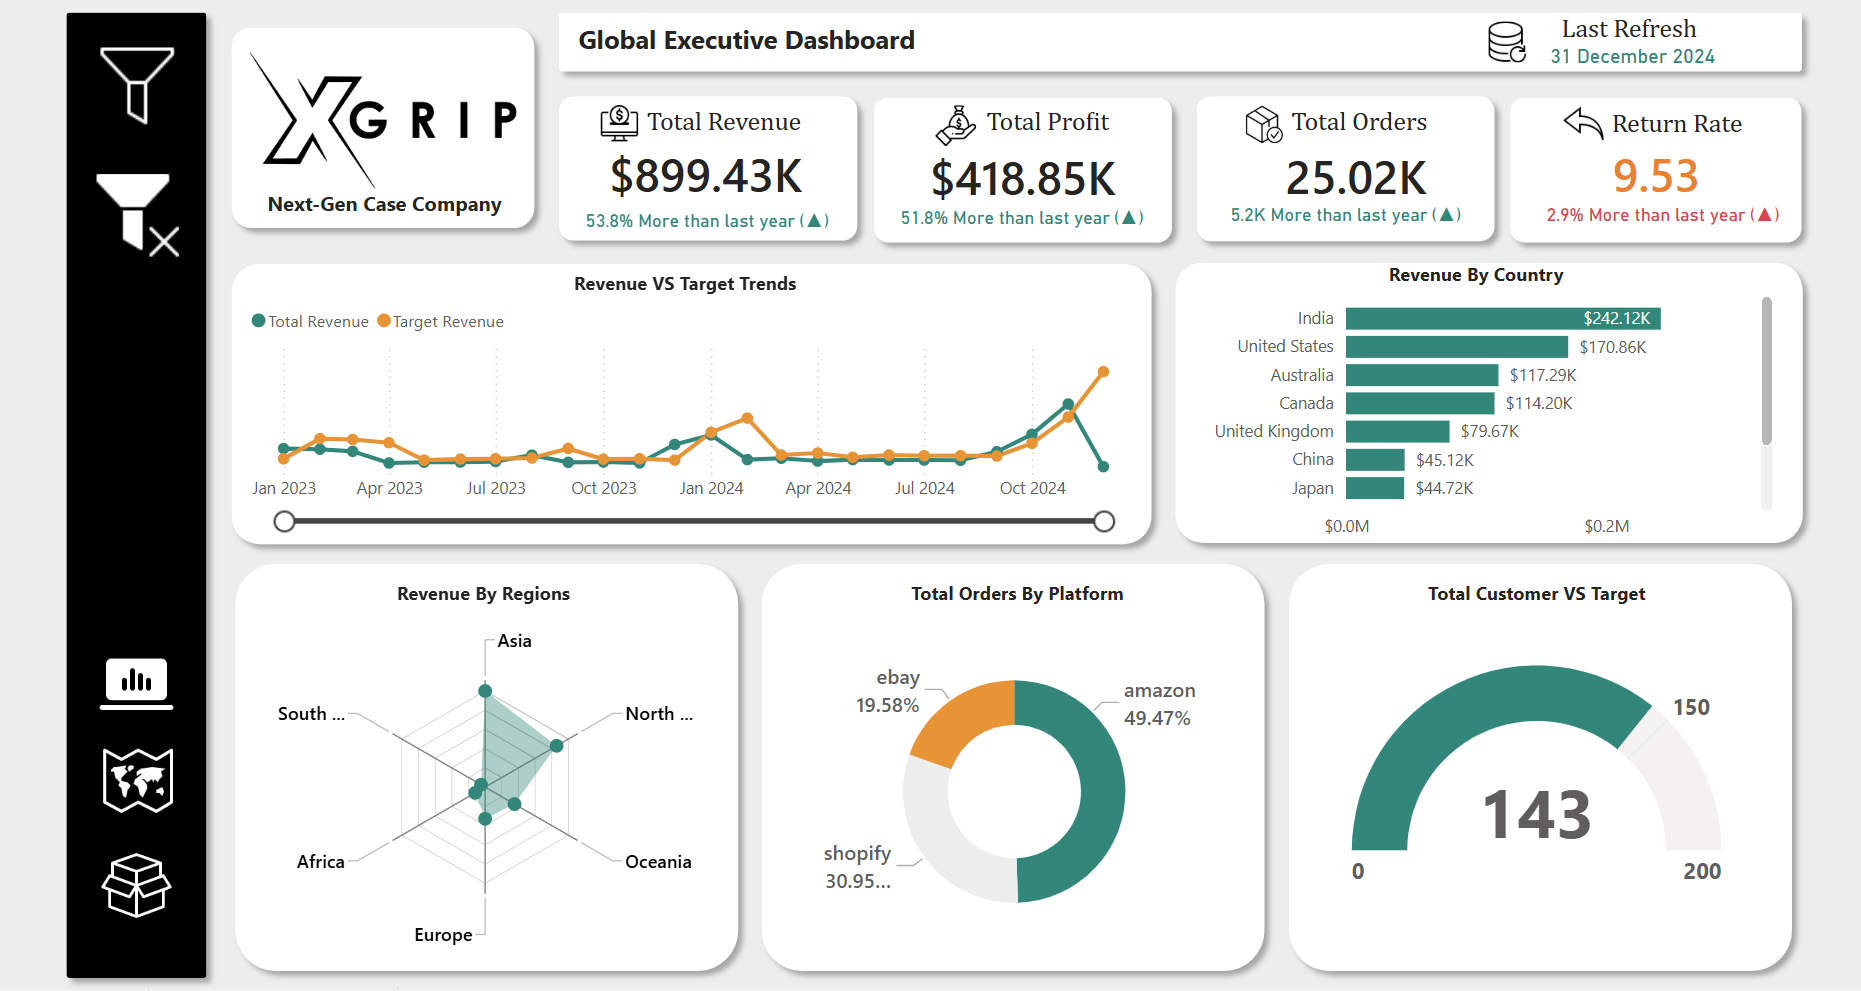 XGRIP
Next-Gen Case Company
Global Executive Dashboard
Last Refresh
31 December 2024
Total Revenue
$899.43K
53.8% More than last year (▲)
Total Profit
$418.85K
51.8% More than last year (▲)
Total Orders
25.02K
5.2K More than last year (▲)
Return Rate
9.53
2.9% More than last year (▲)
Revenue VS Target Trends
Total Revenue Target Revenue
Jan 2023 Apr 2023 Jul 2023 Oct 2023 Jan 2024 Apr 2024 Jul 2024 Oct 2024
Revenue By Country
India $242.12K
United States $170.86K
Australia $117.29K
Canada $114.20K
United Kingdom $79.67K
China $45.12K
Japan $44.72K
$0.0M $0.2M
Revenue By Regions
Asia
South ... North ...
Africa Oceania
Europe
Total Orders By Platform
ebay
19.58%
amazon
49.47%
shopify
30.95...
Total Customer VS Target
150
143
0 200